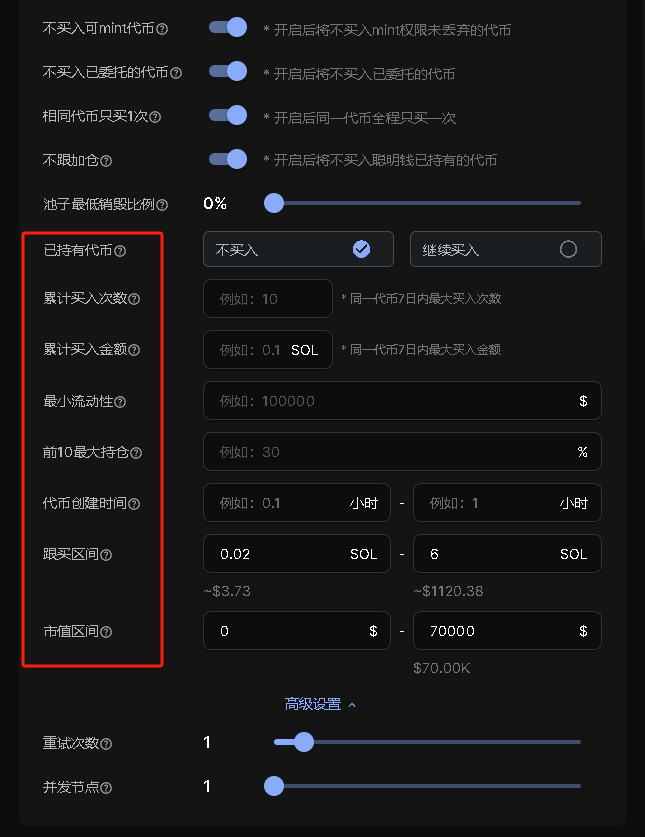 不买入可mint代币 * 开启后将不买入mint权限未丢弃的代币
不买入已委托的代币 * 开启后将不买入已委托的代币
相同代币只买1次 * 开启后同一代币全程只买一次
不跟加仓 * 开启后将不买入聪明钱已持有的代币
池子最低销毁比例 0%
已持有代币 不买入 继续买入
累计买入次数 例如：10 * 同一代币7日内最大买入次数
累计买入金额 例如：0.1 SOL * 同一代币7日内最大买入金额
最小流动性 例如：100000 $
前10最大持仓 例如：30 %
代币创建时间 例如：0.1 小时 - 例如：1 小时
跟买区间 0.02 SOL - 6 SOL
~$3.73 ~$1120.38
市值区间 0 $ - 70000 $
$70.00K
高级设置
重试次数 1
并发节点 1